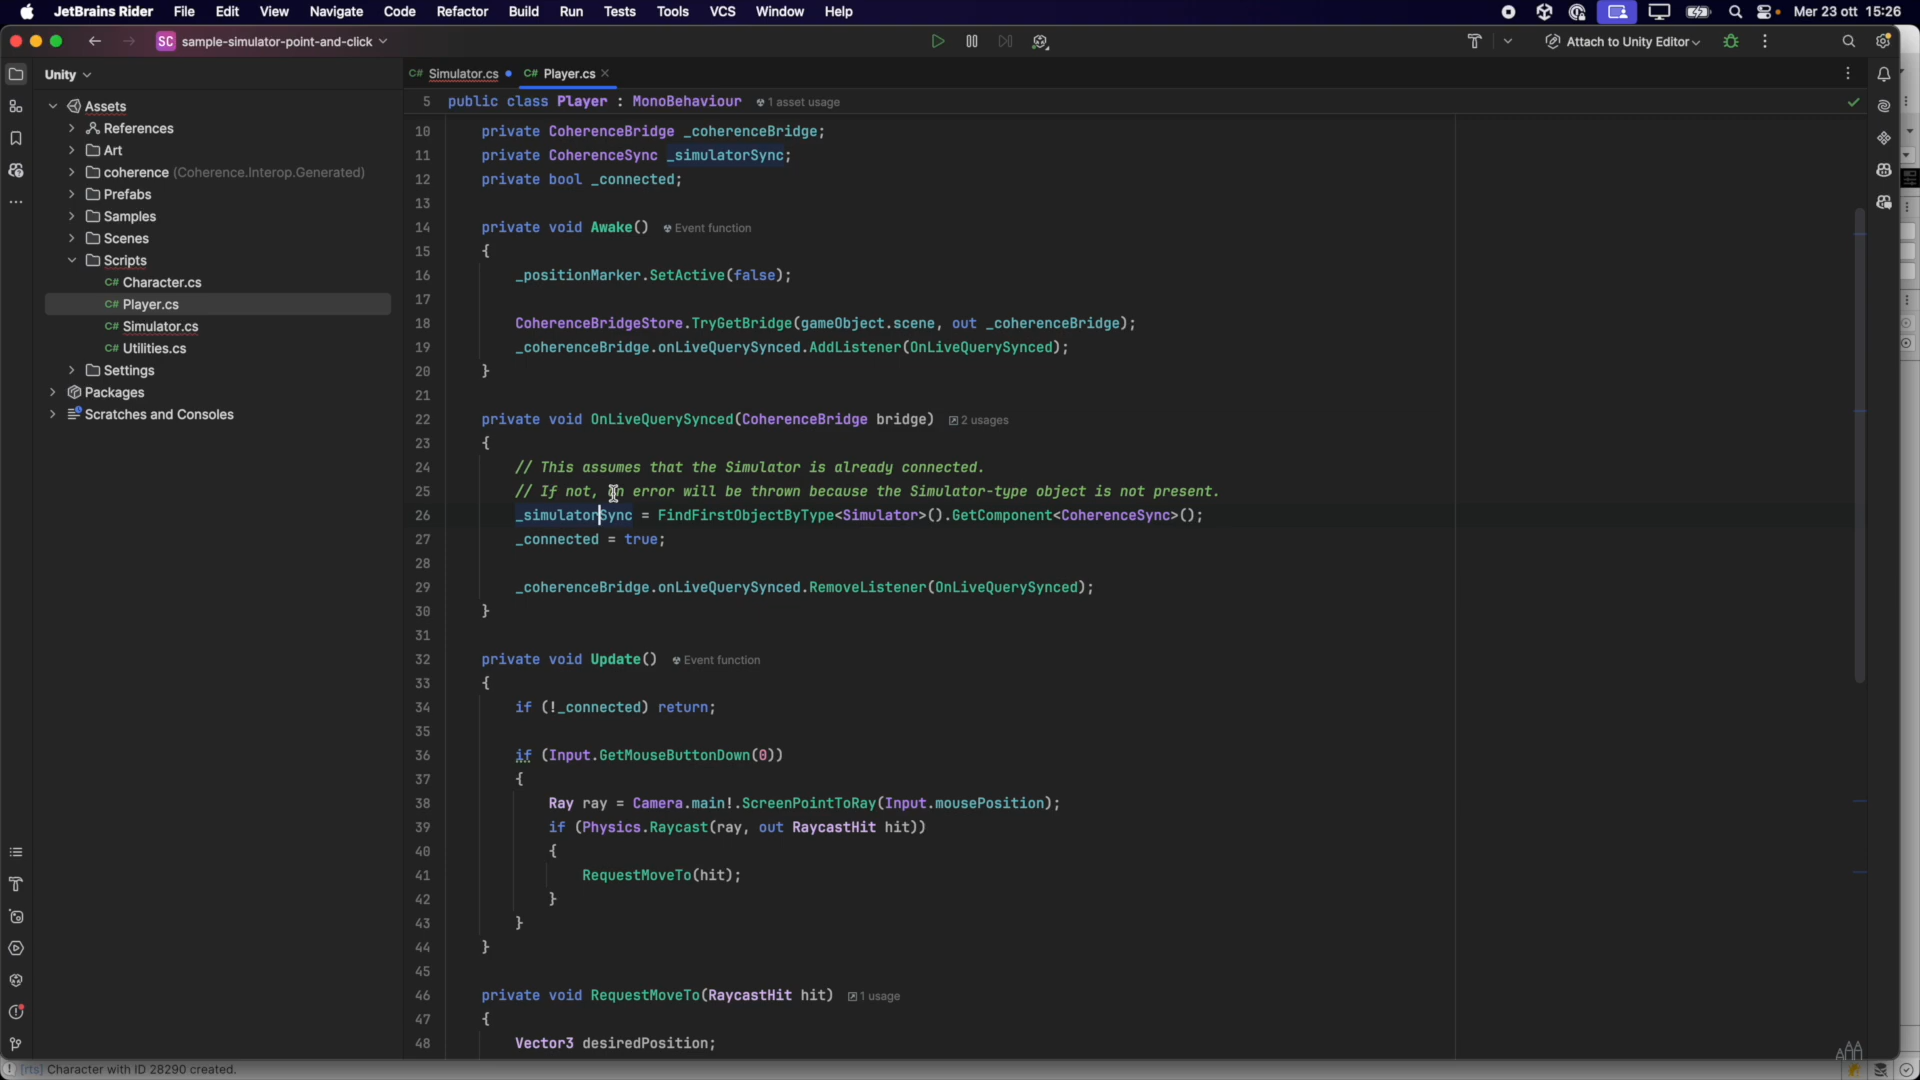 JetBrains Rider File Edit View Navigate Code Refactor Build Run Tests Tools VCS Window Help Mer 23 ott 15:26
SC sample-simulator-point-and-click Attach to Unity Editor
Unity
Assets
References
Art
coherence (Coherence.Interop.Generated)
Prefabs
Samples
Scenes
Scripts
C# Character.cs
C# Player.cs
C# Simulator.cs
C# Utilities.cs
Settings
Packages
Scratches and Consoles
C# Simulator.cs C# Player.cs
5 public class Player : MonoBehaviour 1 asset usage
10 private CoherenceBridge _coherenceBridge;
11 private CoherenceSync _simulatorSync;
12 private bool _connected;
13
14 private void Awake() Event function
15 {
16 _positionMarker.SetActive(false);
17
18 CoherenceBridgeStore.TryGetBridge(gameObject.scene, out _coherenceBridge);
19 _coherenceBridge.onLiveQuerySynced.AddListener(OnLiveQuerySynced);
20 }
21
22 private void OnLiveQuerySynced(CoherenceBridge bridge) 2 usages
23 {
24 // This assumes that the Simulator is already connected.
25 // If not, an error will be thrown because the Simulator-type object is not present.
26 _simulatorSync = FindFirstObjectByType<Simulator>().GetComponent<CoherenceSync>();
27 _connected = true;
28
29 _coherenceBridge.onLiveQuerySynced.RemoveListener(OnLiveQuerySynced);
30 }
31
32 private void Update() Event function
33 {
34 if (!_connected) return;
35
36 if (Input.GetMouseButtonDown(0))
37 {
38 Ray ray = Camera.main!.ScreenPointToRay(Input.mousePosition);
39 if (Physics.Raycast(ray, out RaycastHit hit))
40 {
41 RequestMoveTo(hit);
42 }
43 }
44 }
45
46 private void RequestMoveTo(RaycastHit hit) 1 usage
47 {
48 Vector3 desiredPosition;
[rts] Character with ID 28290 created.